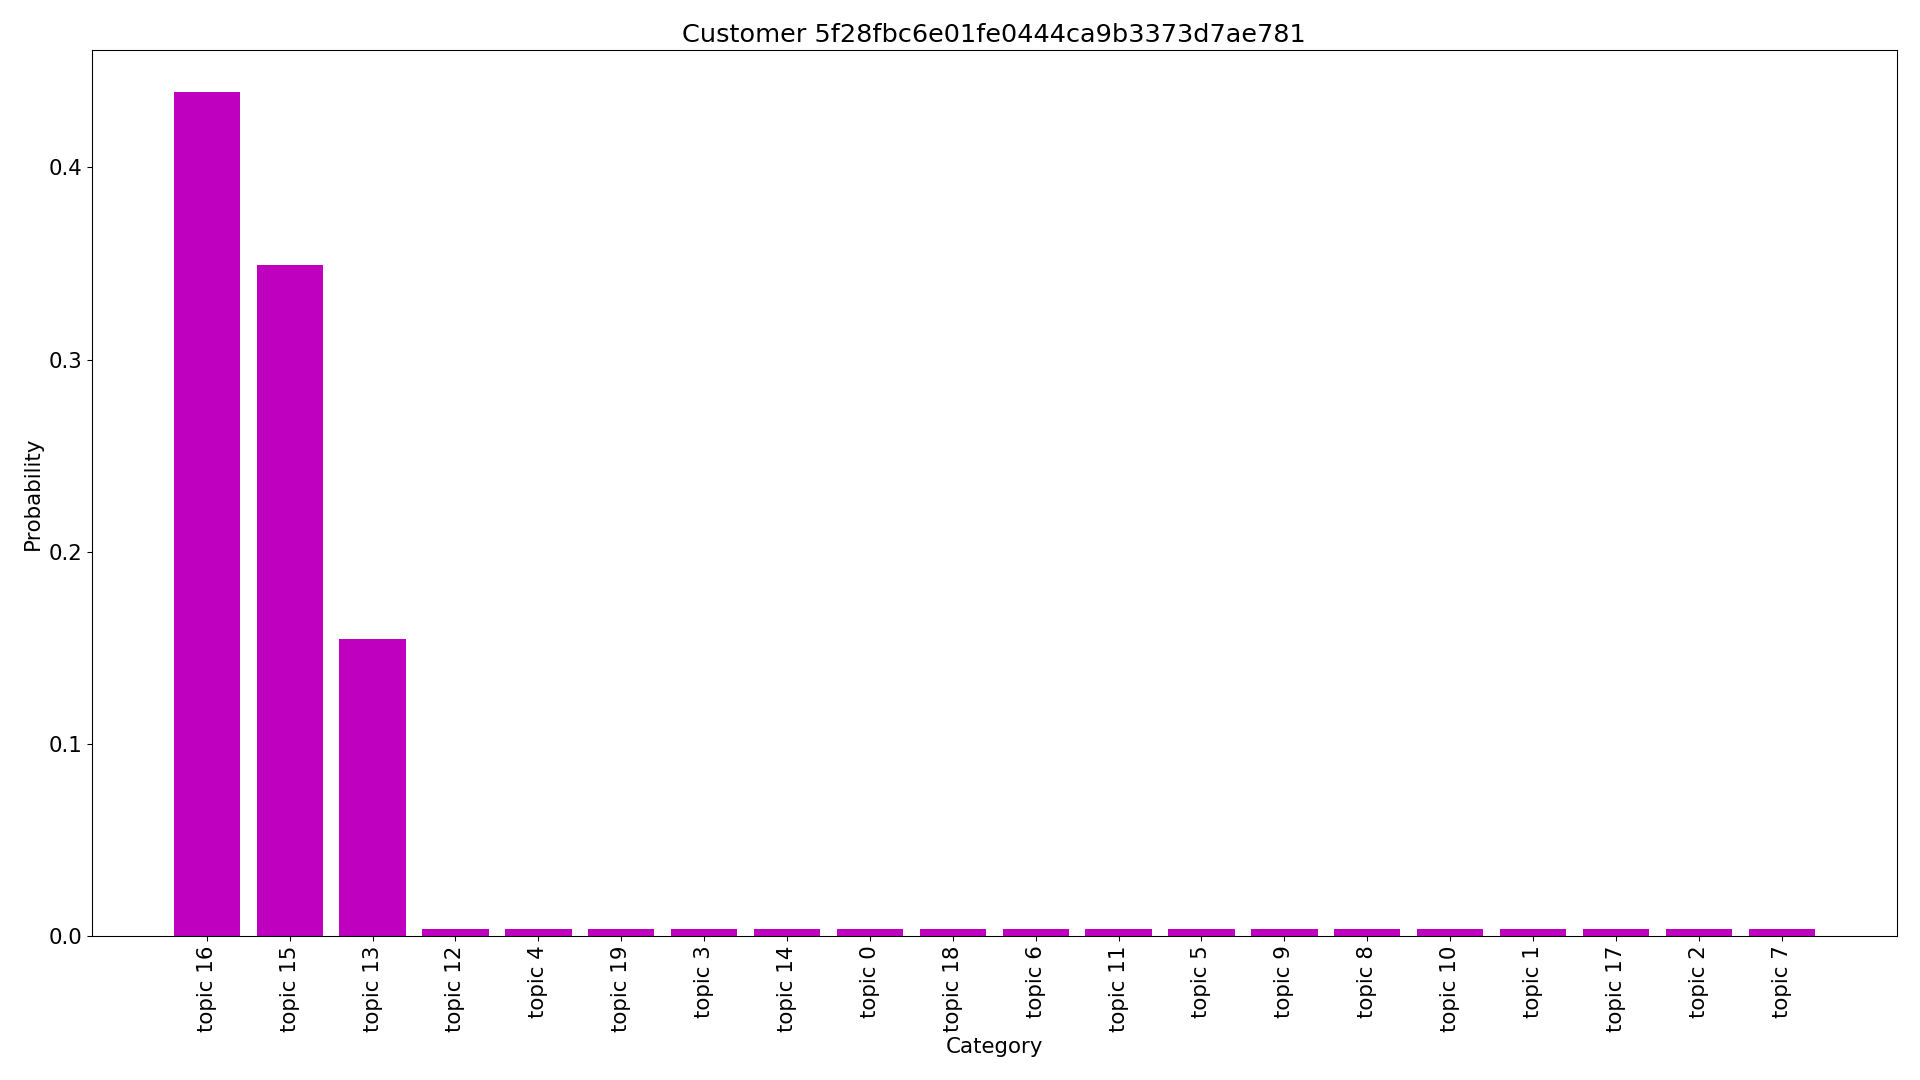 Customer 5f28fbc6e01fe0444ca9b3373d7ae781
Probability
0.4
0.3
0.2
0.1
0.0
topic 16
topic 15
topic 13
topic 12
topic 4
topic 19
topic 3
topic 14
topic 0
topic 18
topic 6
topic 11
topic 5
topic 9
topic 8
topic 10
topic 1
topic 17
topic 2
topic 7
Category